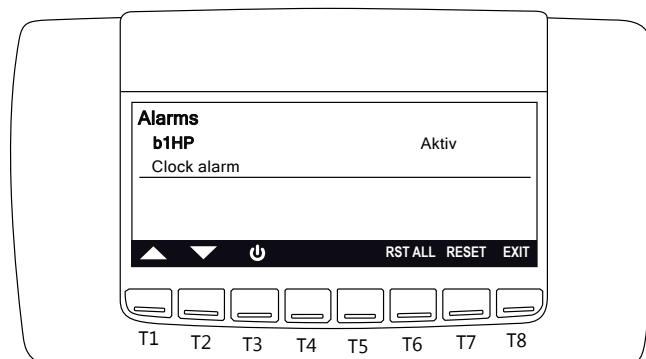 Alarms
b1HP Aktiv
Clock alarm
RST ALL RESET EXIT
T1 T2 T3 T4 T5 T6 T7 T8